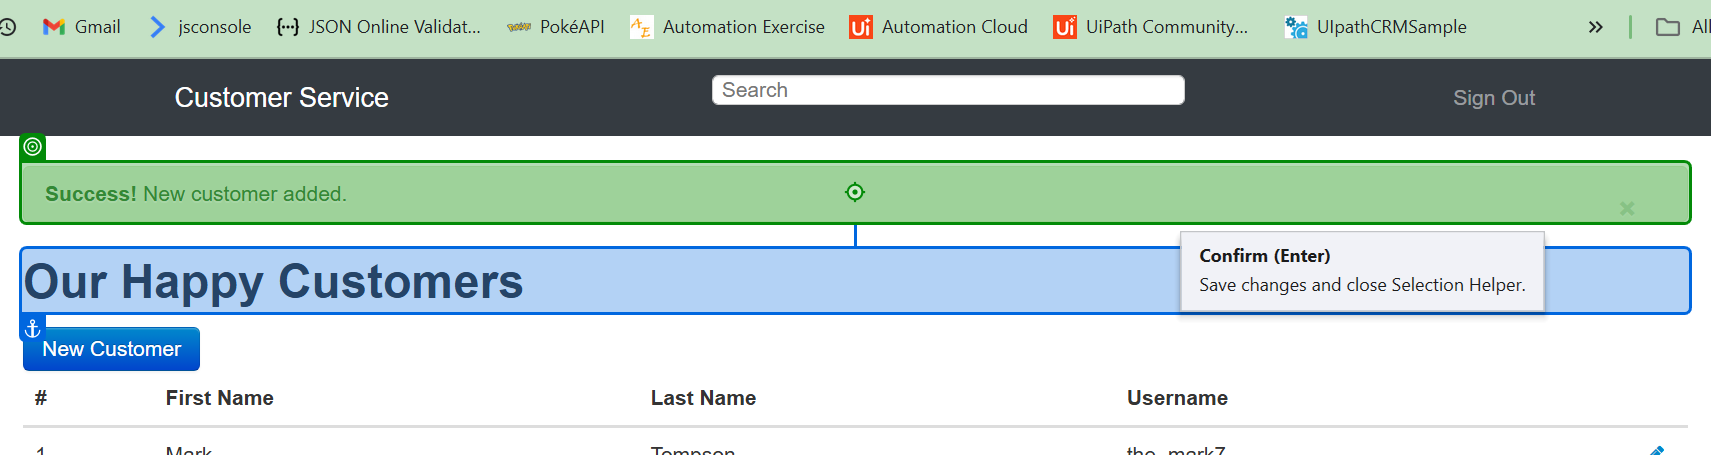 Gmail jsconsole {··} JSON Online Validat... PokéAPI Automation Exercise Automation Cloud UiPath Community... UIpathCRMSample » All
Customer Service Search Sign Out
Success! New customer added. ×
Our Happy Customers
Confirm (Enter)
Save changes and close Selection Helper.
New Customer
# First Name Last Name Username
1 Mark Tompson the_mark7